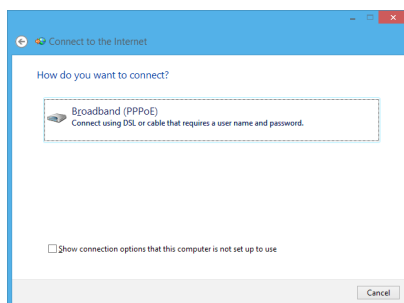 Connect to the Internet
How do you want to connect?
Broadband (PPPoE)
Connect using DSL or cable that requires a user name and password.
Show connection options that this computer is not set up to use
Cancel